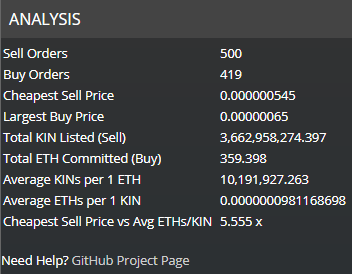 ANALYSIS
Sell Orders 500
Buy Orders 419
Cheapest Sell Price 0.000000545
Largest Buy Price 0.00000065
Total KIN Listed (Sell) 3,662,958,274.397
Total ETH Committed (Buy) 359.398
Average KINs per 1 ETH 10,191,927.263
Average ETHs per 1 KIN 0.0000000981168698
Cheapest Sell Price vs Avg ETHs/KIN 5.555 x
Need Help? GitHub Project Page